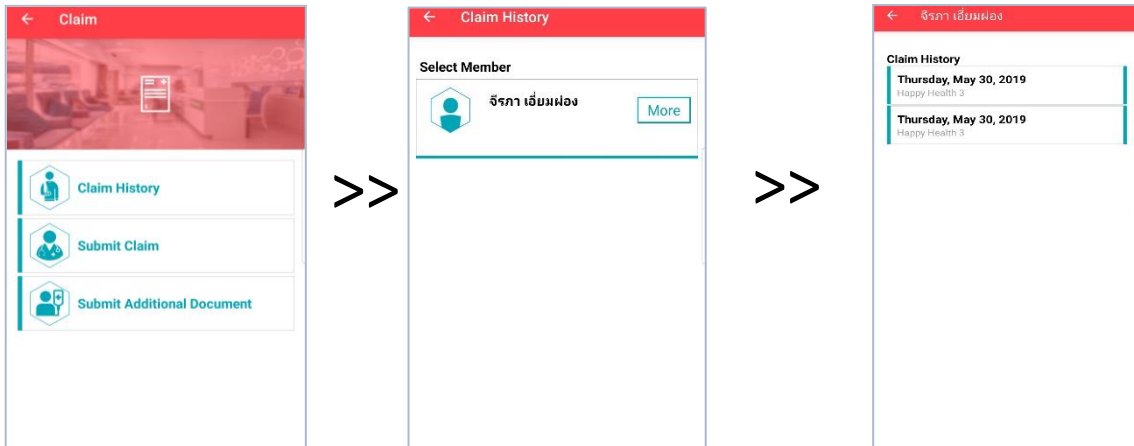 Claim
Claim History
Submit Claim
Submit Additional Document
>>
Claim History
Select Member
จีรภา เอี่ยมผ่อง
More
>>
จีรภา เอี่ยมผ่อง
Claim History
Thursday, May 30, 2019
Happy Health 3
Thursday, May 30, 2019
Happy Health 3